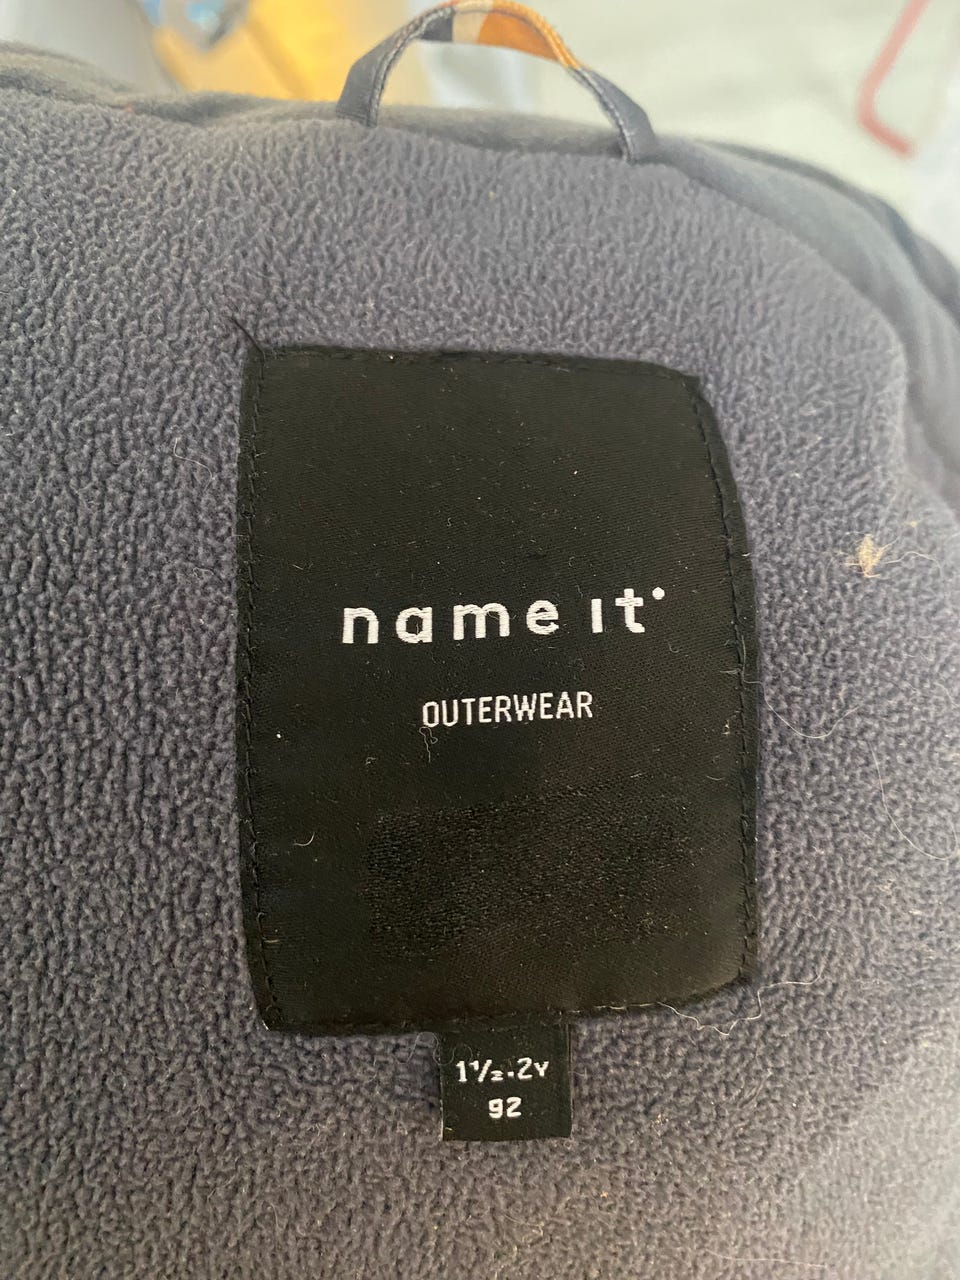 name it
OUTERWEAR
1½-2Y
92